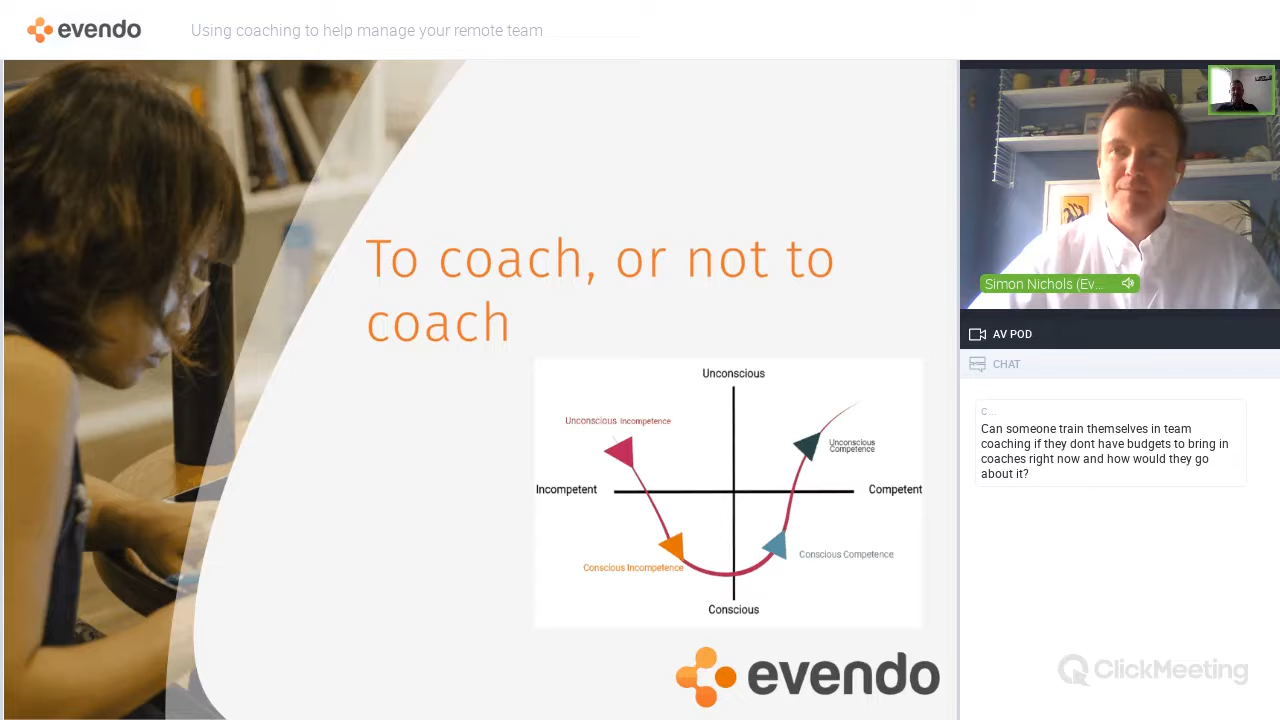 evendo
Using coaching to help manage your remote team
To coach, or not to
coach
Unconscious
Unconscious Incompetence
Unconscious
Competence
Incompetent
Competent
Conscious Competence
Conscious Incompetence
Conscious
evendo
Simon Nichols (Ev...
AV POD
CHAT
C...
Can someone train themselves in team
coaching if they dont have budgets to bring in
coaches right now and how would they go
about it?
ClickMeeting